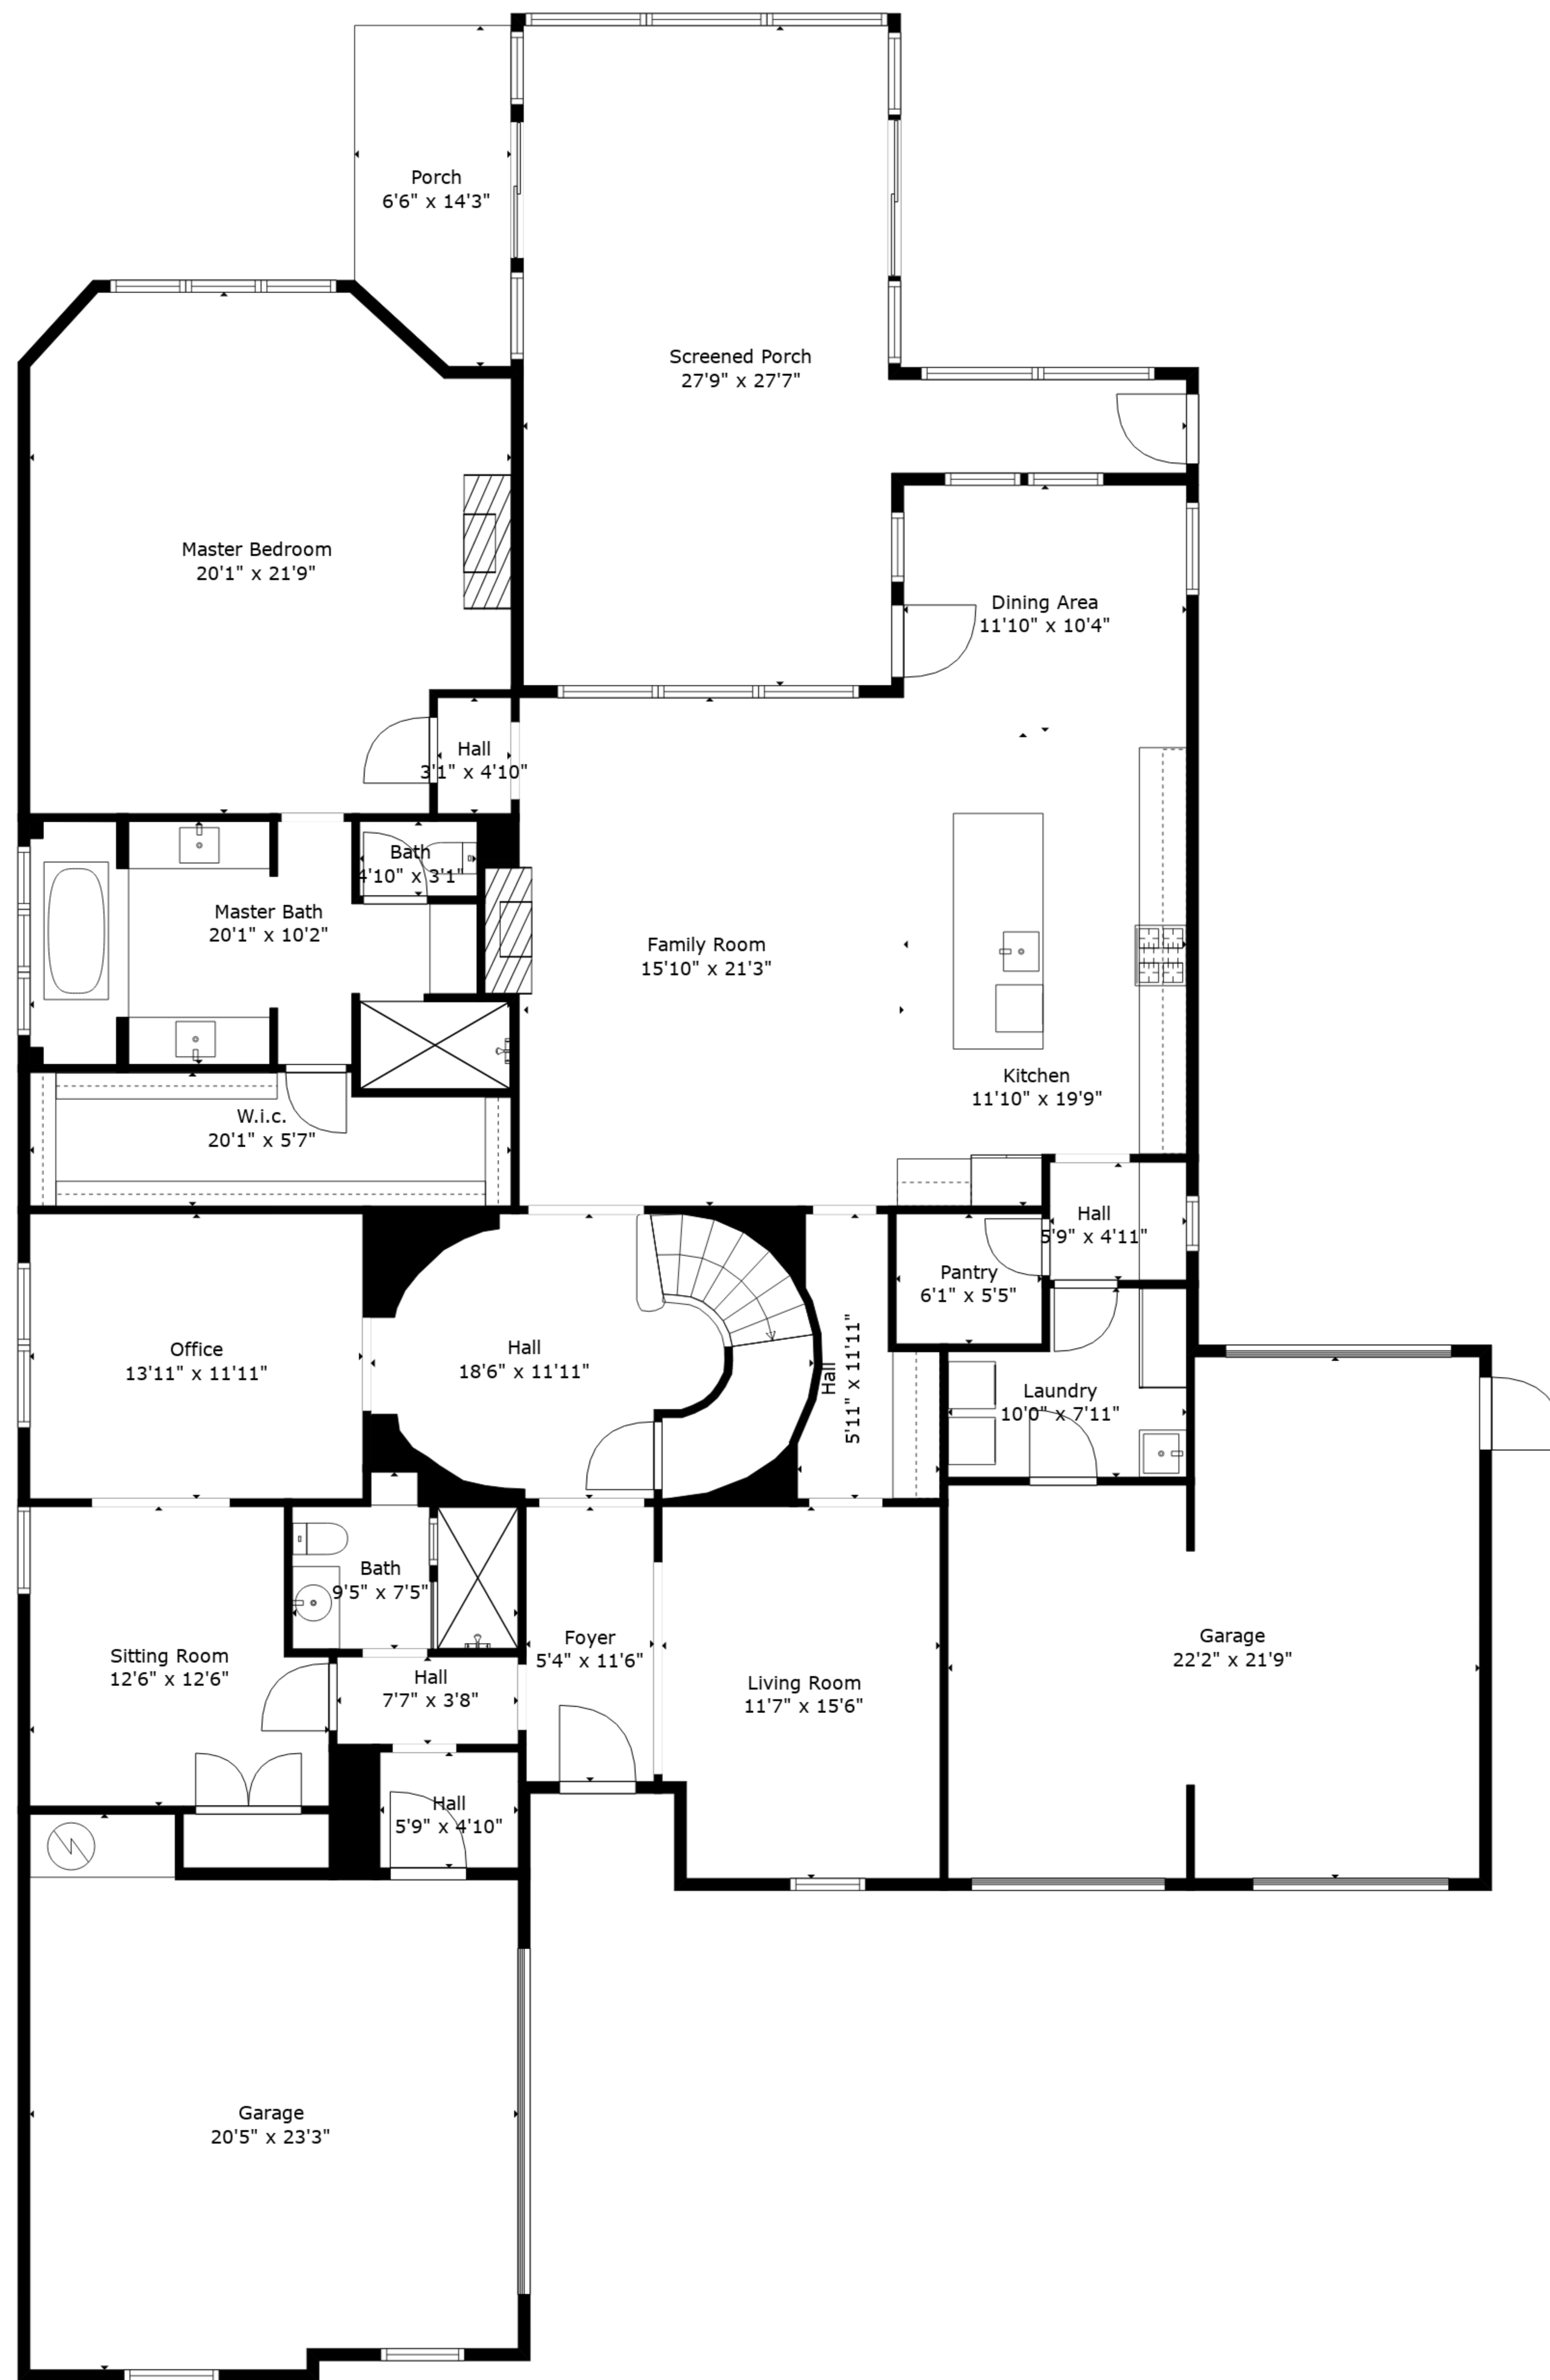 Porch
6'6" x 14'3"
Screened Porch
27'9" x 27'7"
Master Bedroom
20'1" x 21'9"
Dining Area
11'10" x 10'4"
Hall
3'1" x 4'10"
Bath
4'10" x 3'1"
Master Bath
20'1" x 10'2"
Family Room
15'10" x 21'3"
Kitchen
11'10" x 19'9"
W.i.c.
20'1" x 5'7"
Hall
5'9" x 4'11"
Pantry
6'1" x 5'5"
Office
13'11" x 11'11"
Hall
18'6" x 11'11"
Hall
5'11" x 11'11"
Laundry
10'0" x 7'11"
Bath
9'5" x 7'5"
Foyer
5'4" x 11'6"
Garage
22'2" x 21'9"
Sitting Room
12'6" x 12'6"
Hall
7'7" x 3'8"
Living Room
11'7" x 15'6"
Hall
5'9" x 4'10"
Garage
20'5" x 23'3"